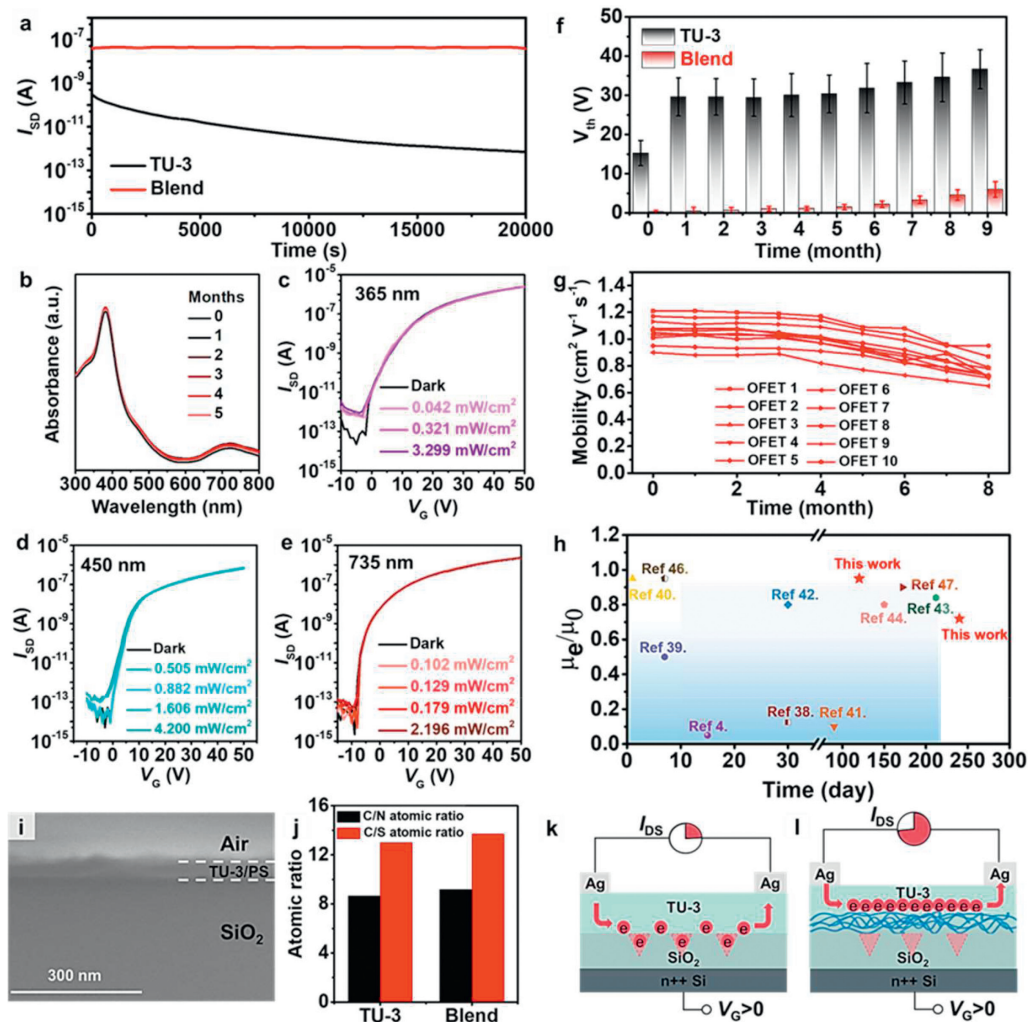 a
I_SD (A)
10⁻⁵
10⁻⁷
10⁻⁹
10⁻¹¹
10⁻¹³
10⁻¹⁵
TU-3
Blend
0 5000 10000 15000 20000
Time (s)
f
V_th (V)
50
40
30
20
10
0
TU-3
Blend
0 1 2 3 4 5 6 7 8 9
Time (month)
b
Absorbance (a.u.)
Months
0
1
2
3
4
5
300 400 500 600 700 800
Wavelength (nm)
c
365 nm
I_SD (A)
10⁻⁵
10⁻⁷
10⁻⁹
10⁻¹¹
10⁻¹³
10⁻¹⁵
Dark
0.042 mW/cm²
0.321 mW/cm²
3.299 mW/cm²
-10 0 10 20 30 40 50
V_G (V)
g
Mobility (cm² V⁻¹ s⁻¹)
1.4
1.2
1.0
0.8
0.6
0.4
0.2
0.0
OFET 1
OFET 2
OFET 3
OFET 4
OFET 5
OFET 6
OFET 7
OFET 8
OFET 9
OFET 10
0 2 4 6 8
Time (month)
d
450 nm
I_SD (A)
10⁻⁵
10⁻⁷
10⁻⁹
10⁻¹¹
10⁻¹³
10⁻¹⁵
Dark
0.505 mW/cm²
0.882 mW/cm²
1.606 mW/cm²
4.200 mW/cm²
-20 -10 0 10 20 30 40 50 60
V_G (V)
e
735 nm
I_SD (A)
10⁻⁵
10⁻⁷
10⁻⁹
10⁻¹¹
10⁻¹³
10⁻¹⁵
Dark
0.102 mW/cm²
0.129 mW/cm²
0.179 mW/cm²
2.196 mW/cm²
-20 -10 0 10 20 30 40 50
V_G (V)
h
μe/μ0
1.2
1.0
0.8
0.6
0.4
0.2
0.0
Ref 46.
Ref 40.
Ref 39.
Ref 4.
Ref 42.
Ref 38.
Ref 41.
This work
Ref 47.
Ref 43.
Ref 44.
This work
0 10 20 30 100 150 200 250 300
Time (day)
i
Air
TU-3/PS
SiO₂
300 nm
j
Atomic ratio
16
12
8
4
0
C/N atomic ratio
C/S atomic ratio
TU-3 Blend
k
I_DS
Ag Ag
TU-3
e e e e e e e
SiO₂
n++ Si
V_G>0
l
I_DS
Ag Ag
TU-3
e e e e e e e e e e e
SiO₂
n++ Si
V_G>0